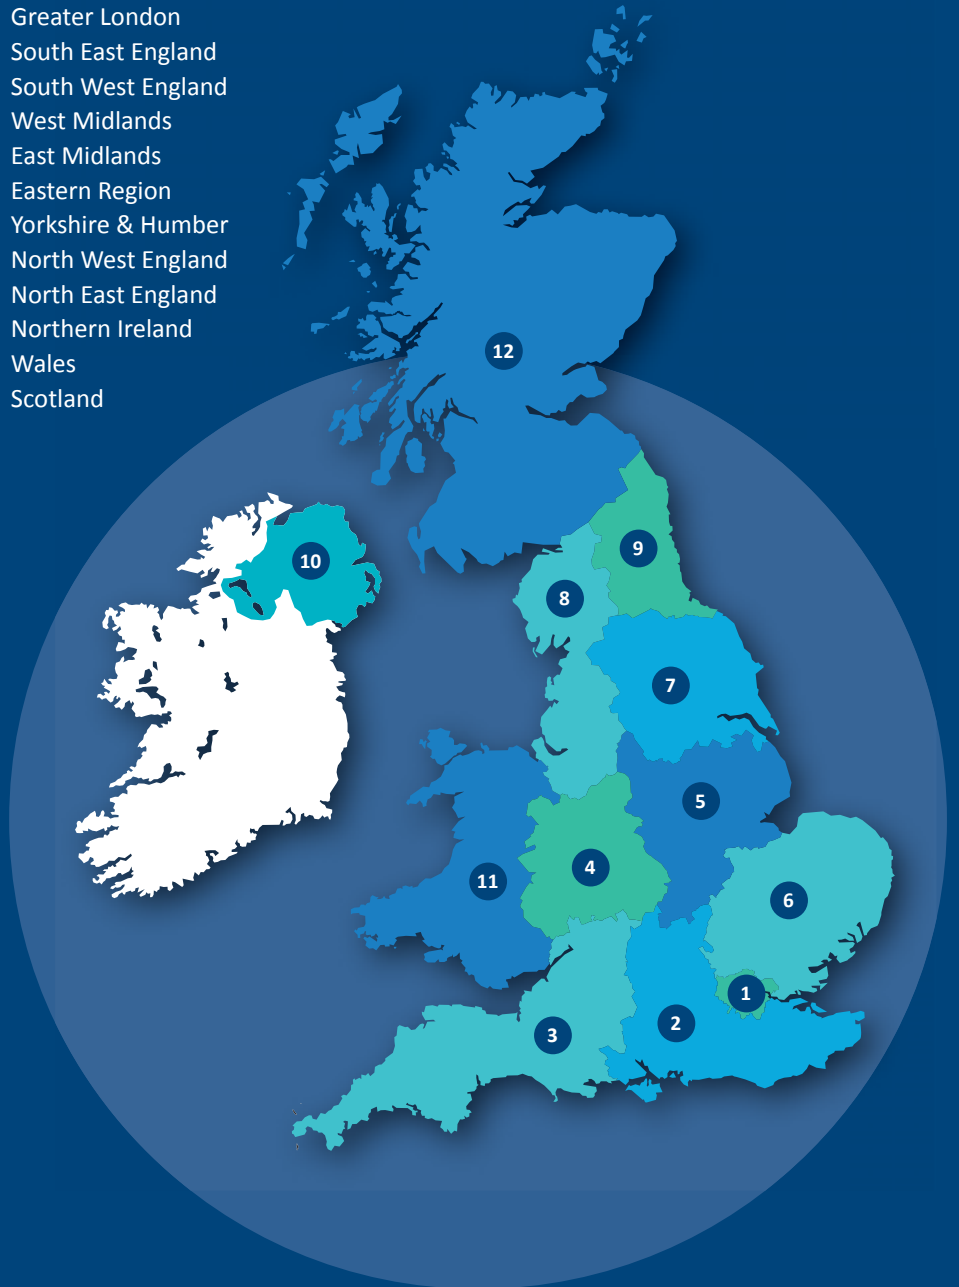 Greater London
South East England
South West England
West Midlands
East Midlands
Eastern Region
Yorkshire & Humber
North West England
North East England
Northern Ireland
Wales
Scotland
12
9
10
8
7
5
4
11
6
1
2
3